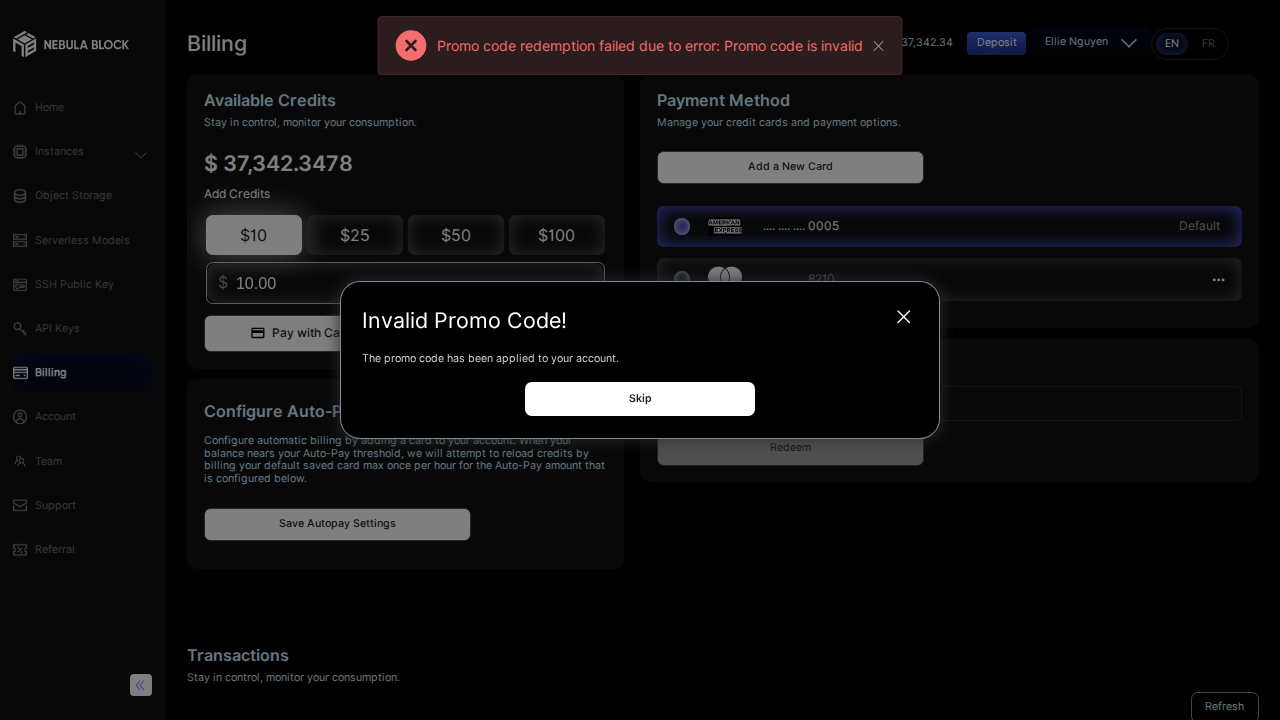 NEBULA BLOCK
Home
Instances
Object Storage
Serverless Models
SSH Public Key
API Keys
Billing
Account
Team
Support
Referral
Billing
Promo code redemption failed due to error: Promo code is invalid
37,342.34
Deposit
Ellie Nguyen
EN
FR
Available Credits
Stay in control, monitor your consumption.
$ 37,342.3478
Add Credits
$10
$25
$50
$100
$ 10.00
Pay with Ca
Configure Auto-P
Configure automatic billing by adding a card to your account. When your
balance nears your Auto-Pay threshold, we will attempt to reload credits by
billing your default saved card max once per hour for the Auto-Pay amount that
is configured below.
Save Autopay Settings
Payment Method
Manage your credit cards and payment options.
Add a New Card
AMERICAN
EXPRESS
.... .... .... 0005
Default
8210
Invalid Promo Code!
The promo code has been applied to your account.
Skip
Redeem
Transactions
Stay in control, monitor your consumption.
Refresh